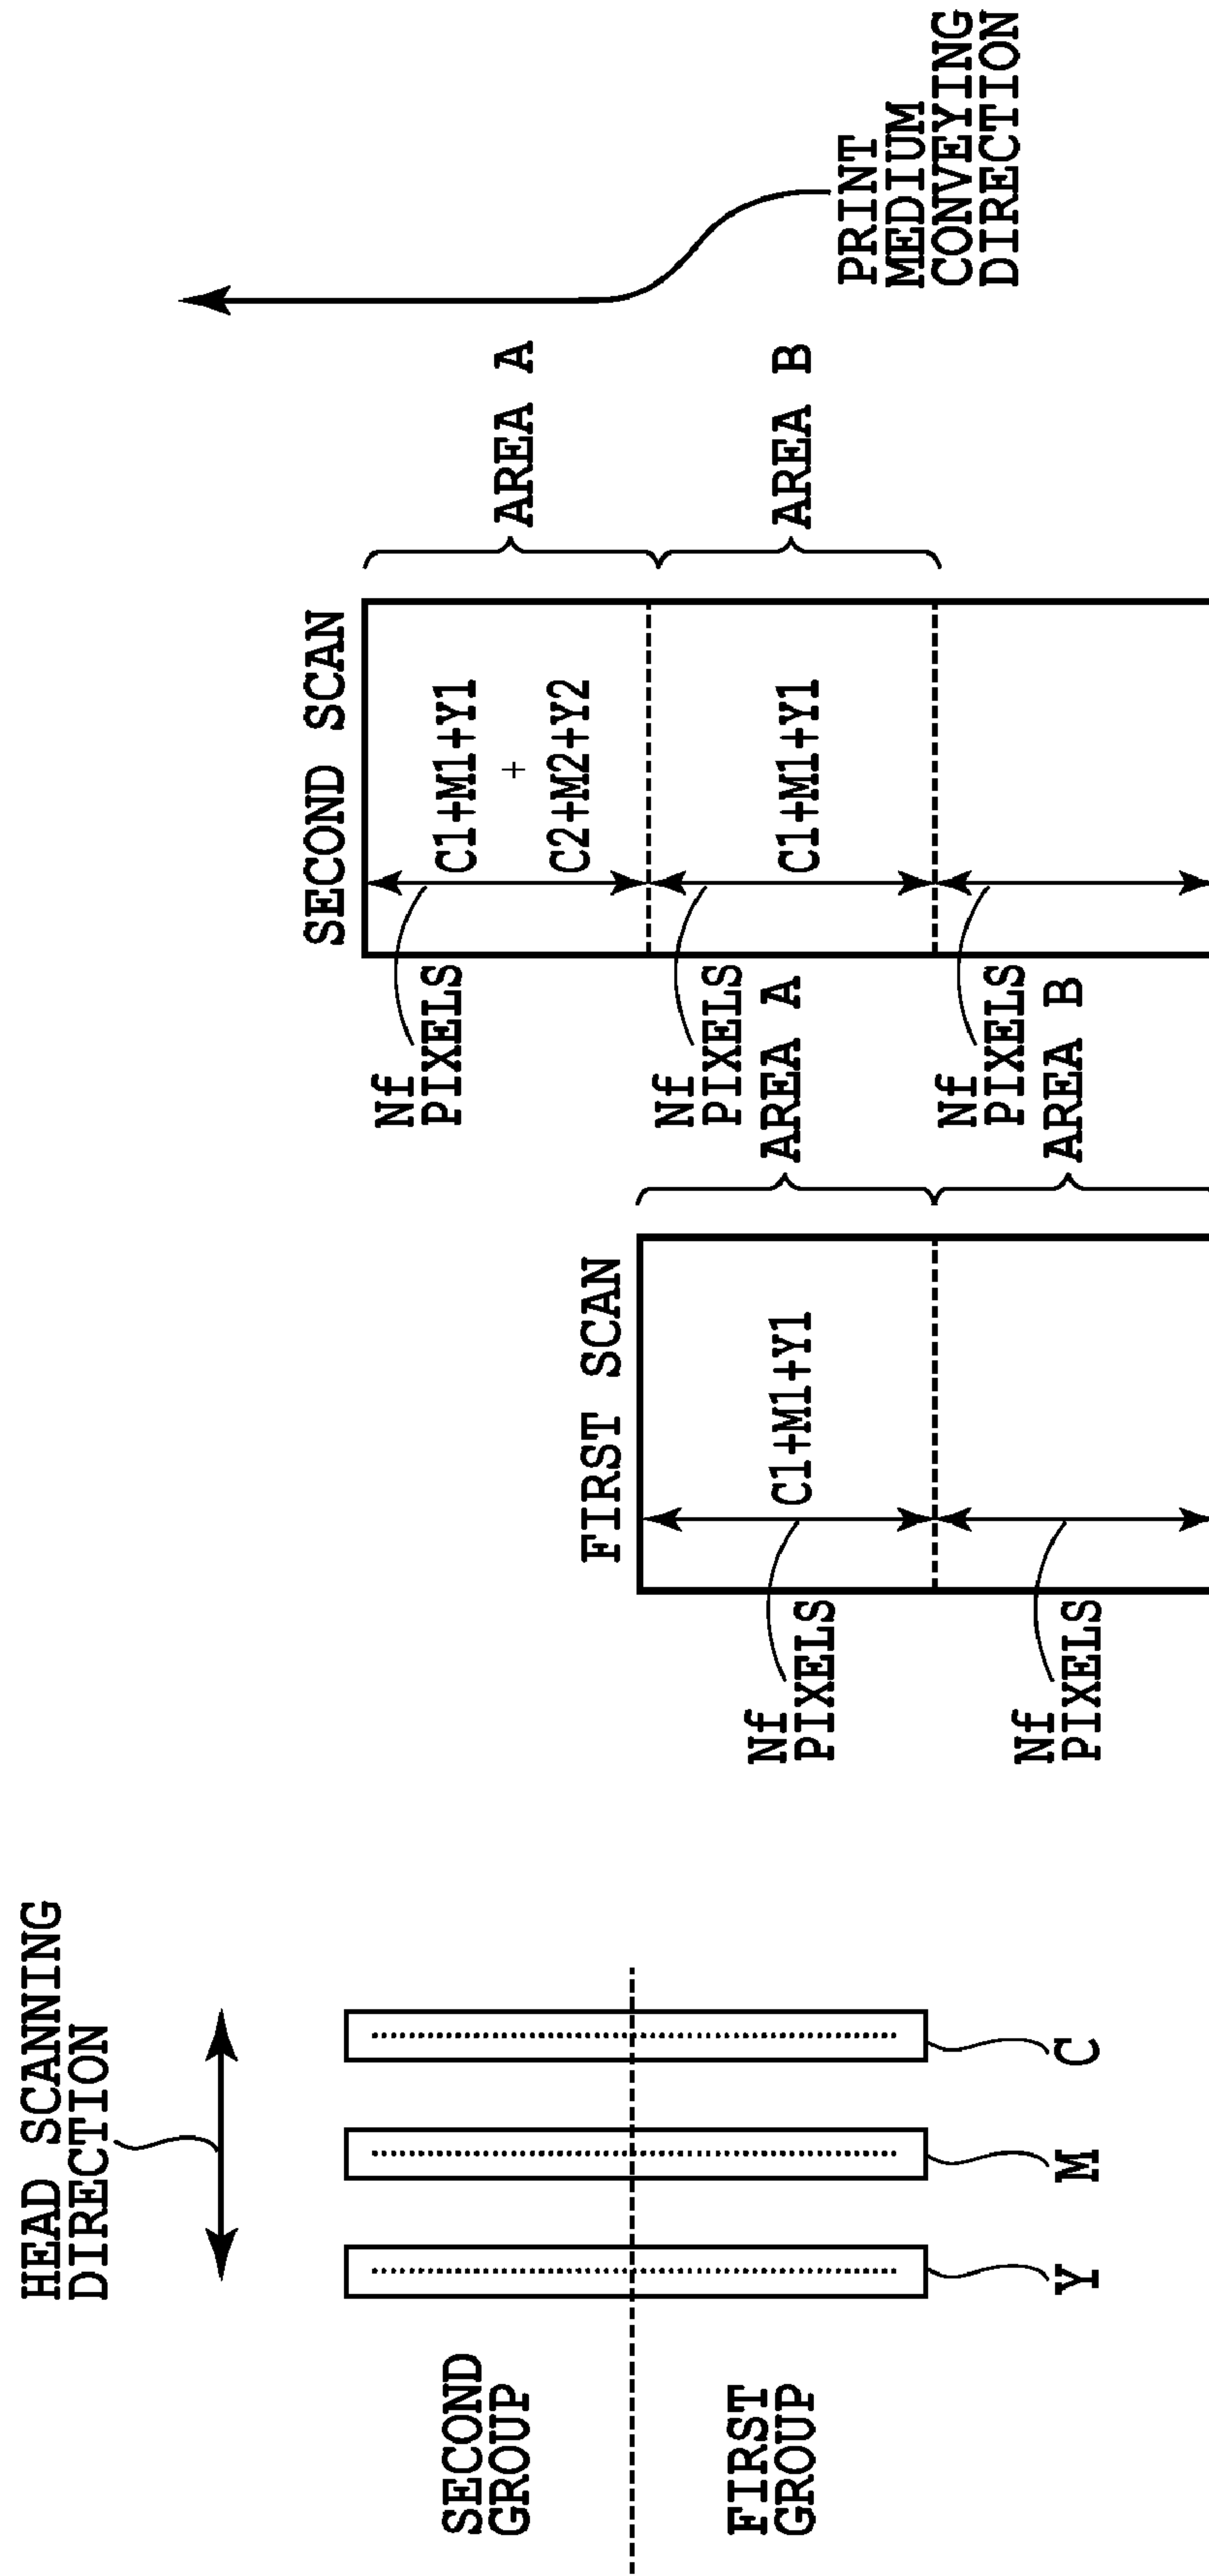 HEAD SCANNING
DIRECTION
SECOND
GROUP
FIRST
GROUP
Y
M
C
FIRST SCAN
Nf
PIXELS
C1+M1+Y1
Nf
PIXELS
AREA A
AREA B
SECOND SCAN
Nf
PIXELS
C1+M1+Y1
+
C2+M2+Y2
Nf
PIXELS
C1+M1+Y1
Nf
PIXELS
AREA A
AREA B
PRINT
MEDIUM
CONVEYING
DIRECTION